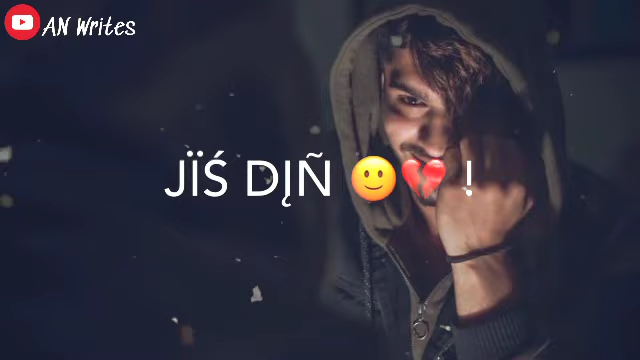 AN Writes
JÏŚ DĮÑ 🙂💔 !